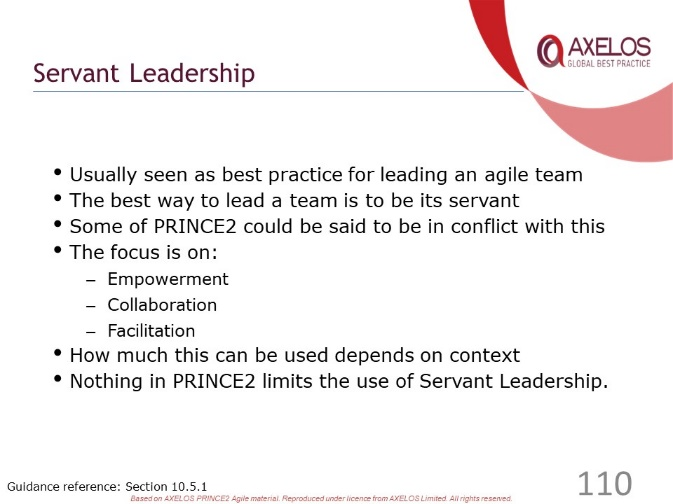 AXELOS
GLOBAL BEST PRACTICE
Servant Leadership
• Usually seen as best practice for leading an agile team
• The best way to lead a team is to be its servant
• Some of PRINCE2 could be said to be in conflict with this
• The focus is on:
– Empowerment
– Collaboration
– Facilitation
• How much this can be used depends on context
• Nothing in PRINCE2 limits the use of Servant Leadership.
Guidance reference: Section 10.5.1
Based on AXELOS PRINCE2 Agile material. Reproduced under licence from AXELOS Limited. All rights reserved.
110